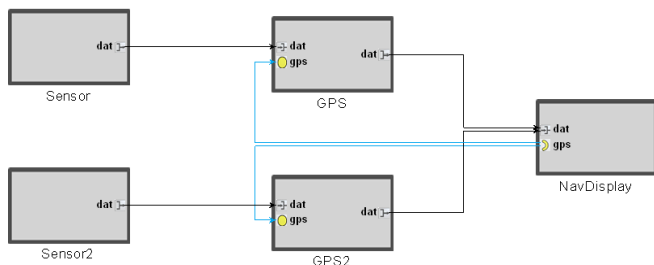 dat
dat
gps
dat
Sensor
GPS
dat
gps
NavDisplay
dat
dat
gps
dat
Sensor2
GPS2